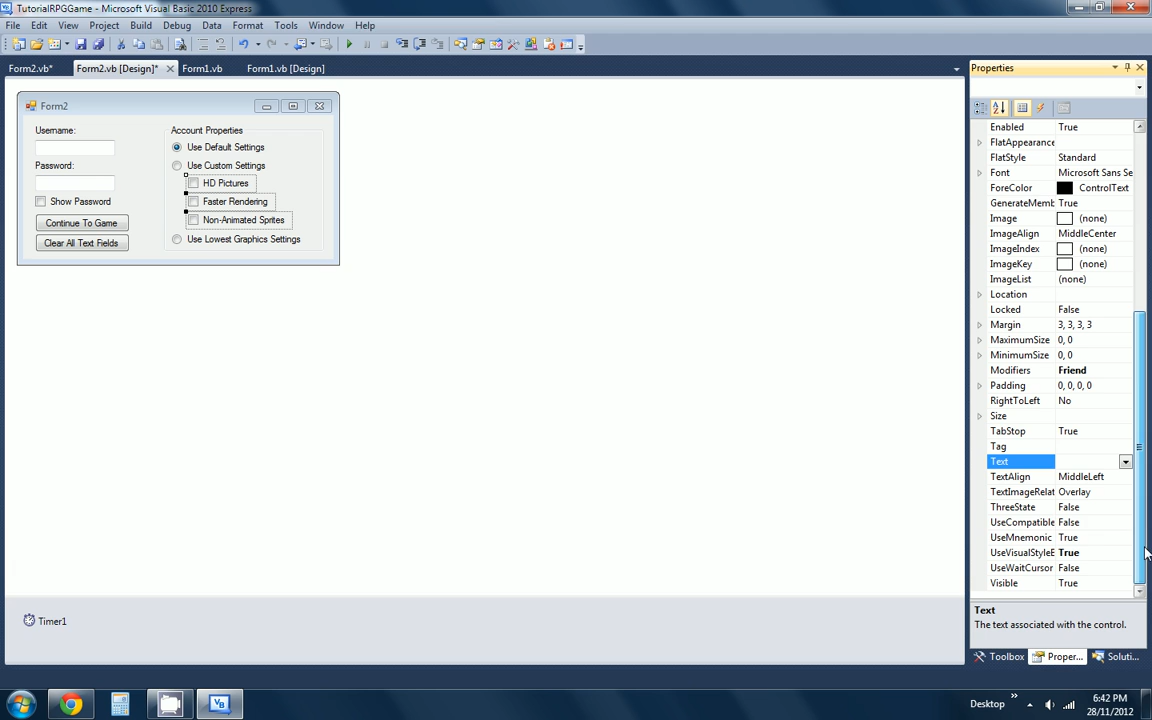 TutorialRPGGame - Microsoft Visual Basic 2010 Express
File Edit View Project Build Debug Data Format Tools Window Help
Form2.vb* Form2.vb [Design]* Form1.vb Form1.vb [Design]
Properties
Form2
Username:
Password:
Show Password
Continue To Game
Clear All Text Fields
Account Properties
Use Default Settings
Use Custom Settings
HD Pictures
Faster Rendering
Non-Animated Sprites
Use Lowest Graphics Settings
Enabled True
FlatAppearance
FlatStyle Standard
Font Microsoft Sans Se
ForeColor ControlText
GenerateMemb True
Image (none)
ImageAlign MiddleCenter
ImageIndex (none)
ImageKey (none)
ImageList (none)
Location
Locked False
Margin 3, 3, 3, 3
MaximumSize 0, 0
MinimumSize 0, 0
Modifiers Friend
Padding 0, 0, 0, 0
RightToLeft No
Size
TabStop True
Tag
Text
TextAlign MiddleLeft
TextImageRelat Overlay
ThreeState False
UseCompatible False
UseMnemonic True
UseVisualStyleB True
UseWaitCursor False
Visible True
Text
The text associated with the control.
Toolbox Proper... Soluti...
Timer1
Desktop
6:42 PM
28/11/2012